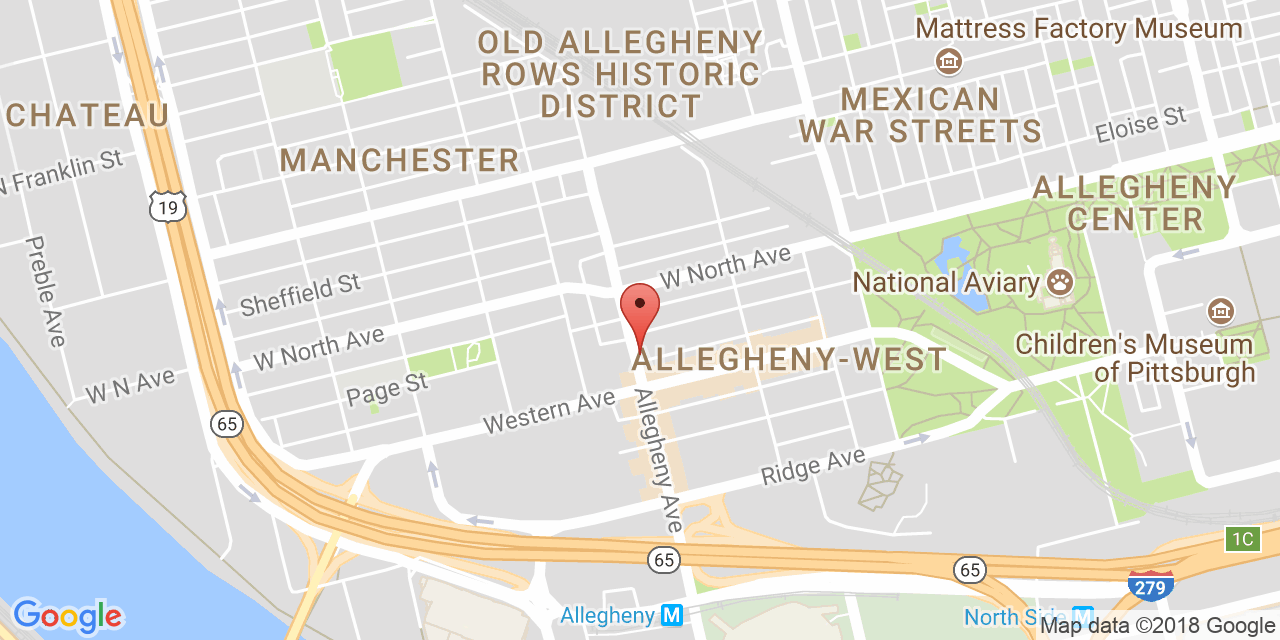 Mattress Factory Museum
OLD ALLEGHENY
ROWS HISTORIC
DISTRICT
CHATEAU
MEXICAN
WAR STREETS
Eloise St
MANCHESTER
N Franklin St
ALLEGHENY
CENTER
19
Preble Ave
W North Ave
National Aviary
Sheffield St
W North Ave
Children's Museum
of Pittsburgh
ALLEGHENY-WEST
W N Ave
Page St
Western Ave
Allegheny Ave
65
Ridge Ave
1C
65
65
279
Allegheny M
North Side M
Google
Map data ©2018 Google